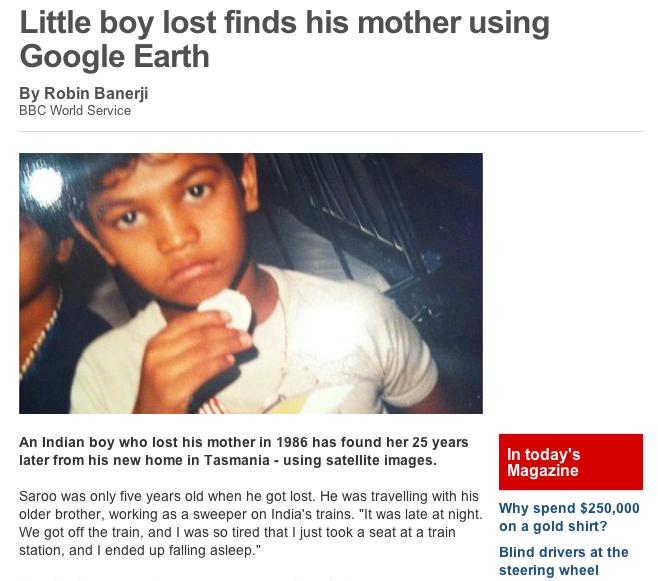 Little boy lost finds his mother using
Google Earth
By Robin Banerji
BBC World Service
An Indian boy who lost his mother in 1986 has found her 25 years
later from his new home in Tasmania - using satellite images.
Saroo was only five years old when he got lost. He was travelling with his
older brother, working as a sweeper on India's trains. "It was late at night.
We got off the train, and I was so tired that I just took a seat at a train
station, and I ended up falling asleep."
In today's
Magazine
Why spend $250,000
on a gold shirt?
Blind drivers at the
steering wheel